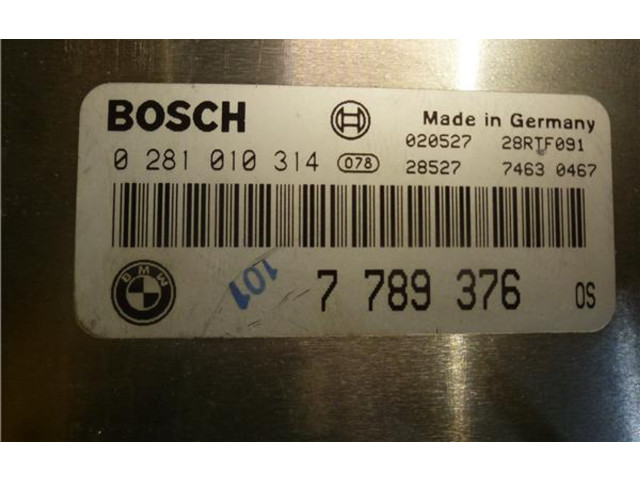 BOSCH
Made in Germany
0 281 010 314 078
020527 28RTF091
28527 7463 0467
BMW
101
7 789 376 OS